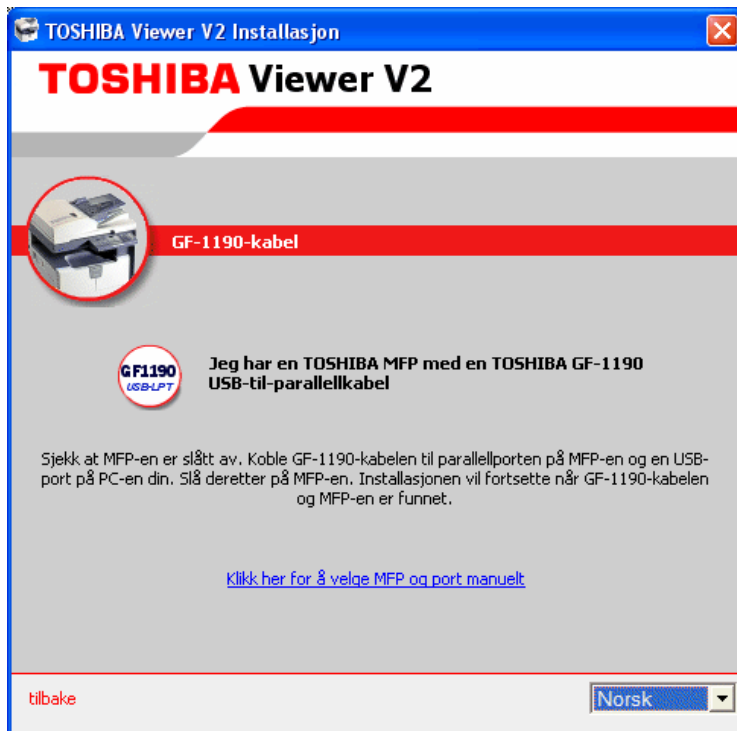 TOSHIBA Viewer V2 Installasjon
TOSHIBA Viewer V2
GF-1190-kabel
GF1190
USB-LPT
Jeg har en TOSHIBA MFP med en TOSHIBA GF-1190
USB-til-parallellkabel
Sjekk at MFP-en er slått av. Koble GF-1190-kabelen til parallellporten på MFP-en og en USB-
port på PC-en din. Slå deretter på MFP-en. Installasjonen vil fortsette når GF-1190-kabelen
og MFP-en er funnet.
Klikk her for å velge MFP og port manuelt
tilbake
Norsk